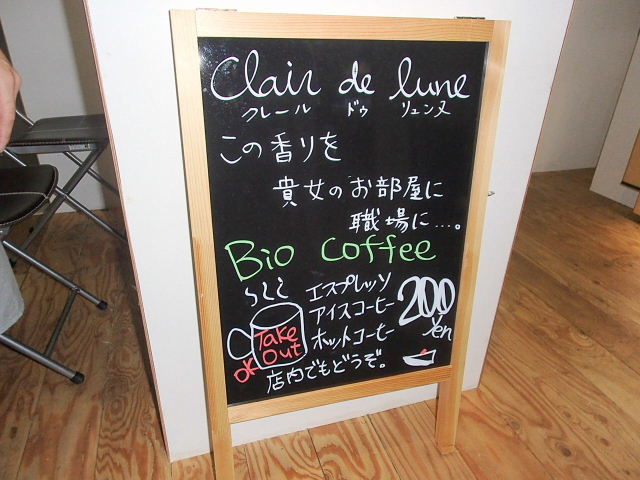 Clair de lune
クレール ドゥ リュンヌ
この香りを
貴女のお部屋に
職場に....。
Bio Coffee
エスプレッソ
アイスコーヒー
ホットコーヒー
200
Yen
Take
Out
OK
店内でもどうぞ。